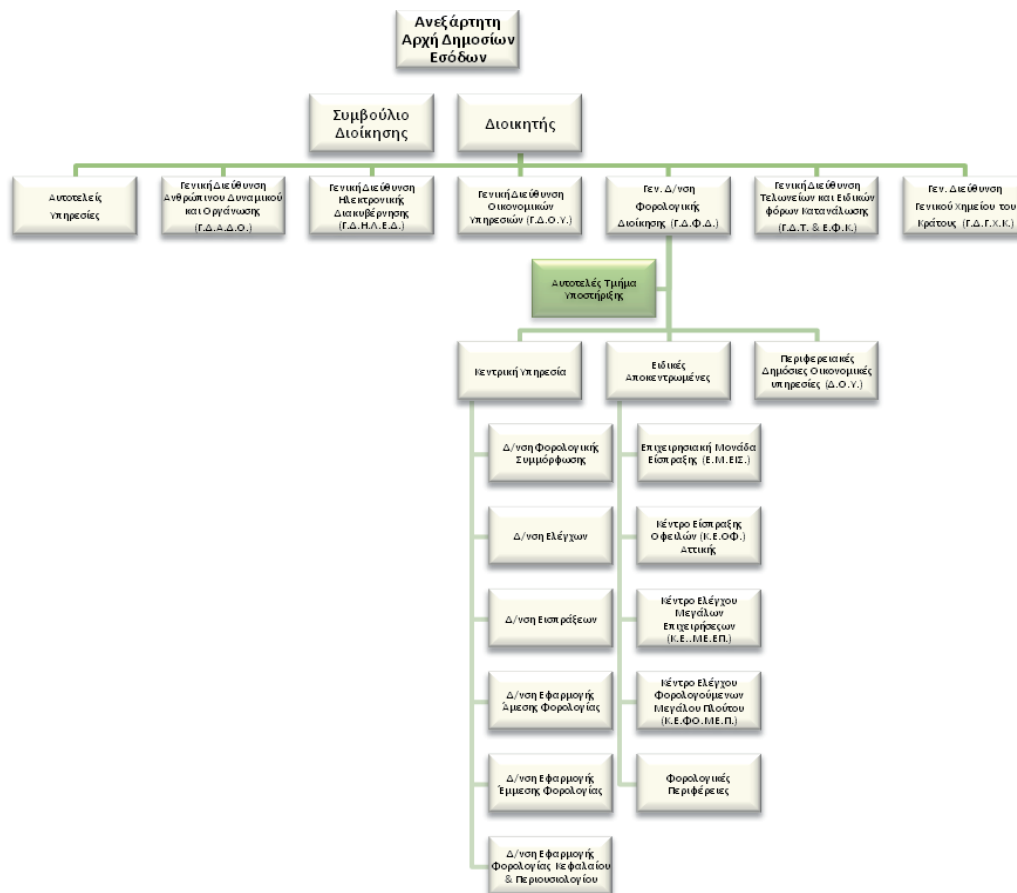 Ανεξάρτητη
Αρχή Δημοσίων
Εσόδων
Συμβούλιο
Διοίκησης
Διοικητής
Αυτοτελείς
Υπηρεσίες
Γενική Διεύθυνση
Ανθρώπινου Δυναμικού
και Οργάνωσης
(Γ.Δ.Α.Δ.Ο.)
Γενική Διεύθυνση
Ηλεκτρονικής
Διακυβέρνησης
(Γ.Δ.Η.Λ.Ε.Δ.)
Γενική Διεύθυνση
Οικονομικών
Υπηρεσιών (Γ.Δ.Ο.Υ.)
Γεν. Δ/νση
Φορολογικής
Διοίκησης (Γ.Δ.Φ.Δ.)
Γενική Διεύθυνση
Τελωνείων και Ειδικών
φόρων Κατανάλωσης
(Γ.Δ.Τ. & Ε.Φ.Κ.)
Γεν. Διεύθυνση
Γενικού Χημείου του
Κράτους (Γ.Δ.Γ.Χ.Κ.)
Αυτοτελές Τμήμα
Υποστήριξης
Κεντρική Υπηρεσία
Ειδικές
Αποκεντρωμένες
Περιφερειακές
Δημόσιες Οικονομικές
υπηρεσίες (Δ.Ο.Υ.)
Δ/νση Φορολογικής
Συμμόρφωσης
Δ/νση Ελέγχων
Δ/νση Εισπράξεων
Δ/νση Εφαρμογής
Άμεσης Φορολογίας
Δ/νση Εφαρμογής
Έμμεσης Φορολογίας
Δ/νση Εφαρμογής
Φορολογίας Κεφαλαίου
& Περιουσιολογίου
Επιχειρησιακή Μονάδα
Είσπραξης (Ε.Μ.ΕΙΣ.)
Κέντρο Είσπραξης
Οφειλών (Κ.Ε.ΟΦ.)
Αττικής
Κέντρο Ελέγχου
Μεγάλων
Επιχειρήσεςων
(Κ.Ε..ΜΕ.ΕΠ.)
Κέντρο Ελέγχου
Φορολογούμενων
Μεγάλου Πλούτου
(Κ.Ε.ΦΟ.ΜΕ.Π.)
Φορολογικές
Περιφέρειες